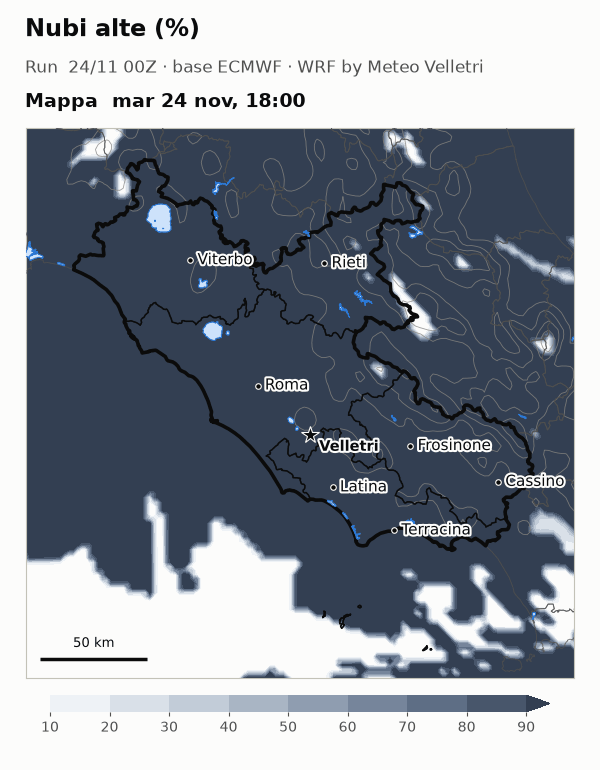 Nubi alte (%)
Run 24/11 00Z · base ECMWF · WRF by Meteo Velletri
Mappa mar 24 nov, 18:00
Viterbo
Rieti
Roma
Velletri
Frosinone
Latina
Cassino
Terracina
50 km
10 20 30 40 50 60 70 80 90